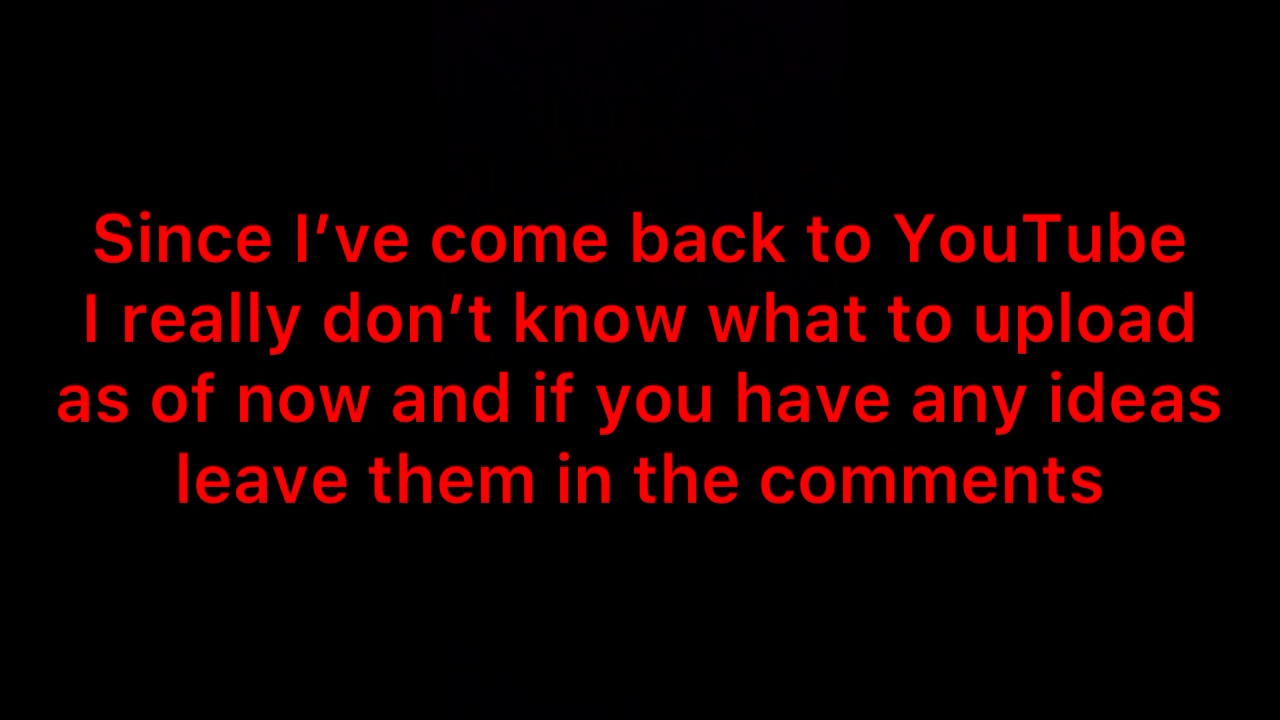 Since I’ve come back to YouTube
I really don’t know what to upload
as of now and if you have any ideas
leave them in the comments